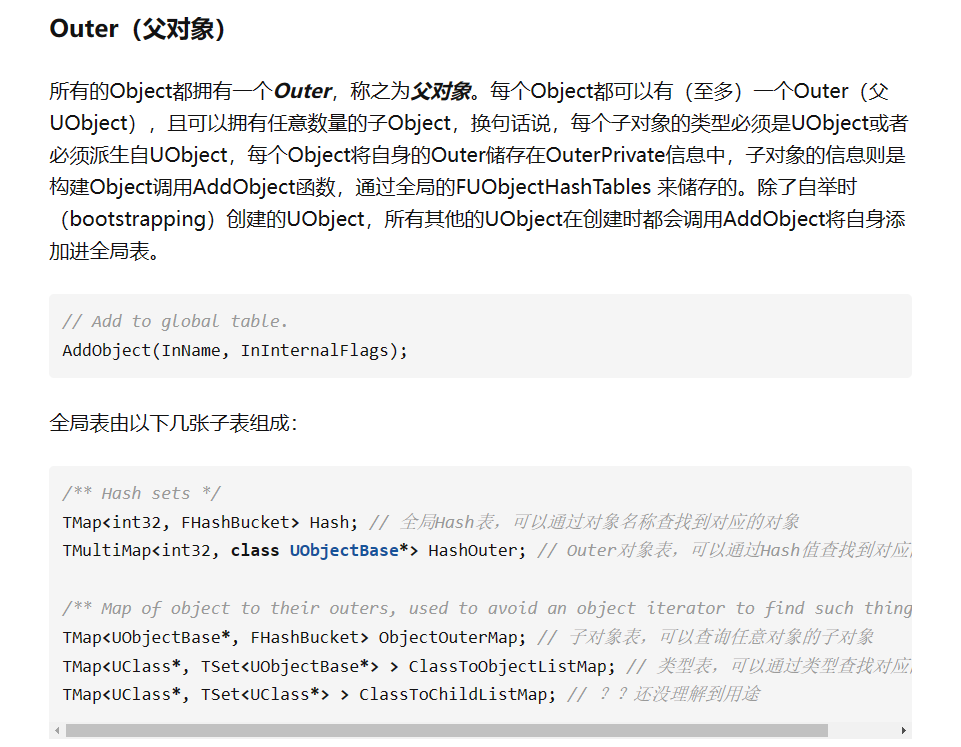 Outer（父对象）
所有的Object都拥有一个Outer，称之为父对象。每个Object都可以有（至多）一个Outer（父
UObject），且可以拥有任意数量的子Object，换句话说，每个子对象的类型必须是UObject或者
必须派生自UObject，每个Object将自身的Outer储存在OuterPrivate信息中，子对象的信息则是
构建Object调用AddObject函数，通过全局的FUObjectHashTables 来储存的。除了自举时
（bootstrapping）创建的UObject，所有其他的UObject在创建时都会调用AddObject将自身添
加进全局表。
// Add to global table.
AddObject(InName, InInternalFlags);
全局表由以下几张子表组成：
/** Hash sets */
TMap<int32, FHashBucket> Hash; // 全局Hash表，可以通过对象名称查找到对应的对象
TMultiMap<int32, class UObjectBase*> HashOuter; // Outer对象表，可以通过Hash值查找到对应
/** Map of object to their outers, used to avoid an object iterator to find such thing
TMap<UObjectBase*, FHashBucket> ObjectOuterMap; // 子对象表，可以查询任意对象的子对象
TMap<UClass*, TSet<UObjectBase*> > ClassToObjectListMap; // 类型表，可以通过类型查找对应
TMap<UClass*, TSet<UClass*> > ClassToChildListMap; // ？？还没理解到用途